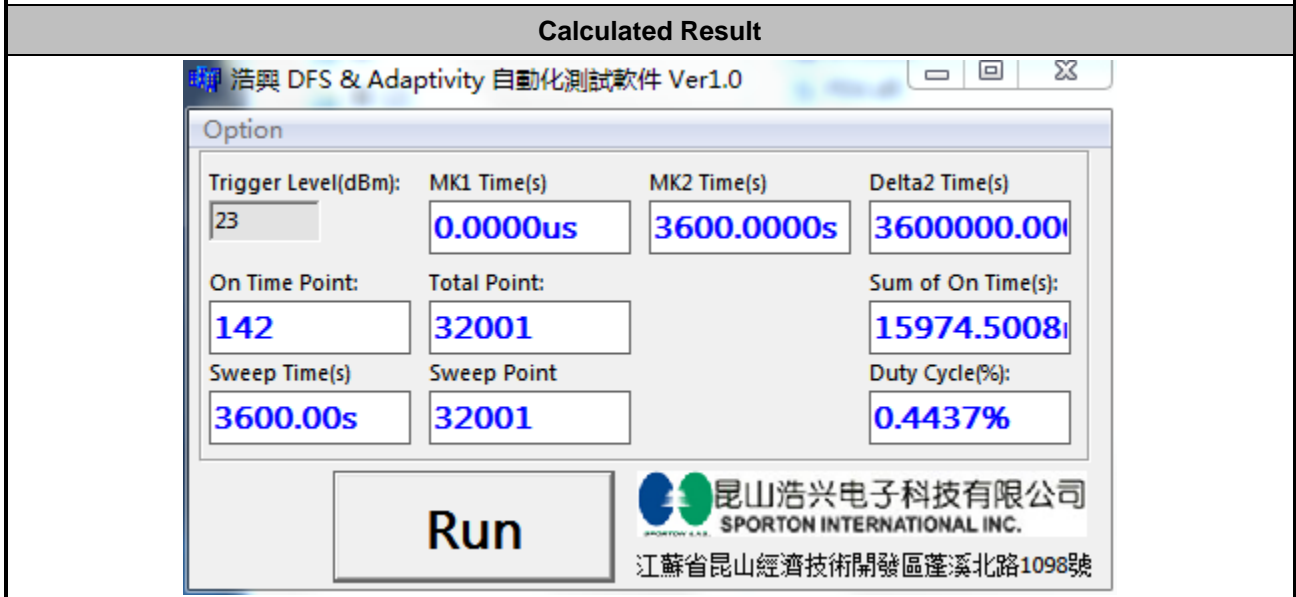 Calculated Result
浩興 DFS & Adaptivity 自動化測試軟件 Ver1.0
Option
Trigger Level(dBm): MK1 Time(s) MK2 Time(s) Delta2 Time(s)
23 0.0000us 3600.0000s 3600000.00
On Time Point: Total Point: Sum of On Time(s):
142 32001 15974.5008
Sweep Time(s) Sweep Point Duty Cycle(%):
3600.00s 32001 0.4437%
Run
昆山浩兴电子科技有限公司
SPORTON INTERNATIONAL INC.
江蘇省昆山經濟技術開發區蓬溪北路1098號